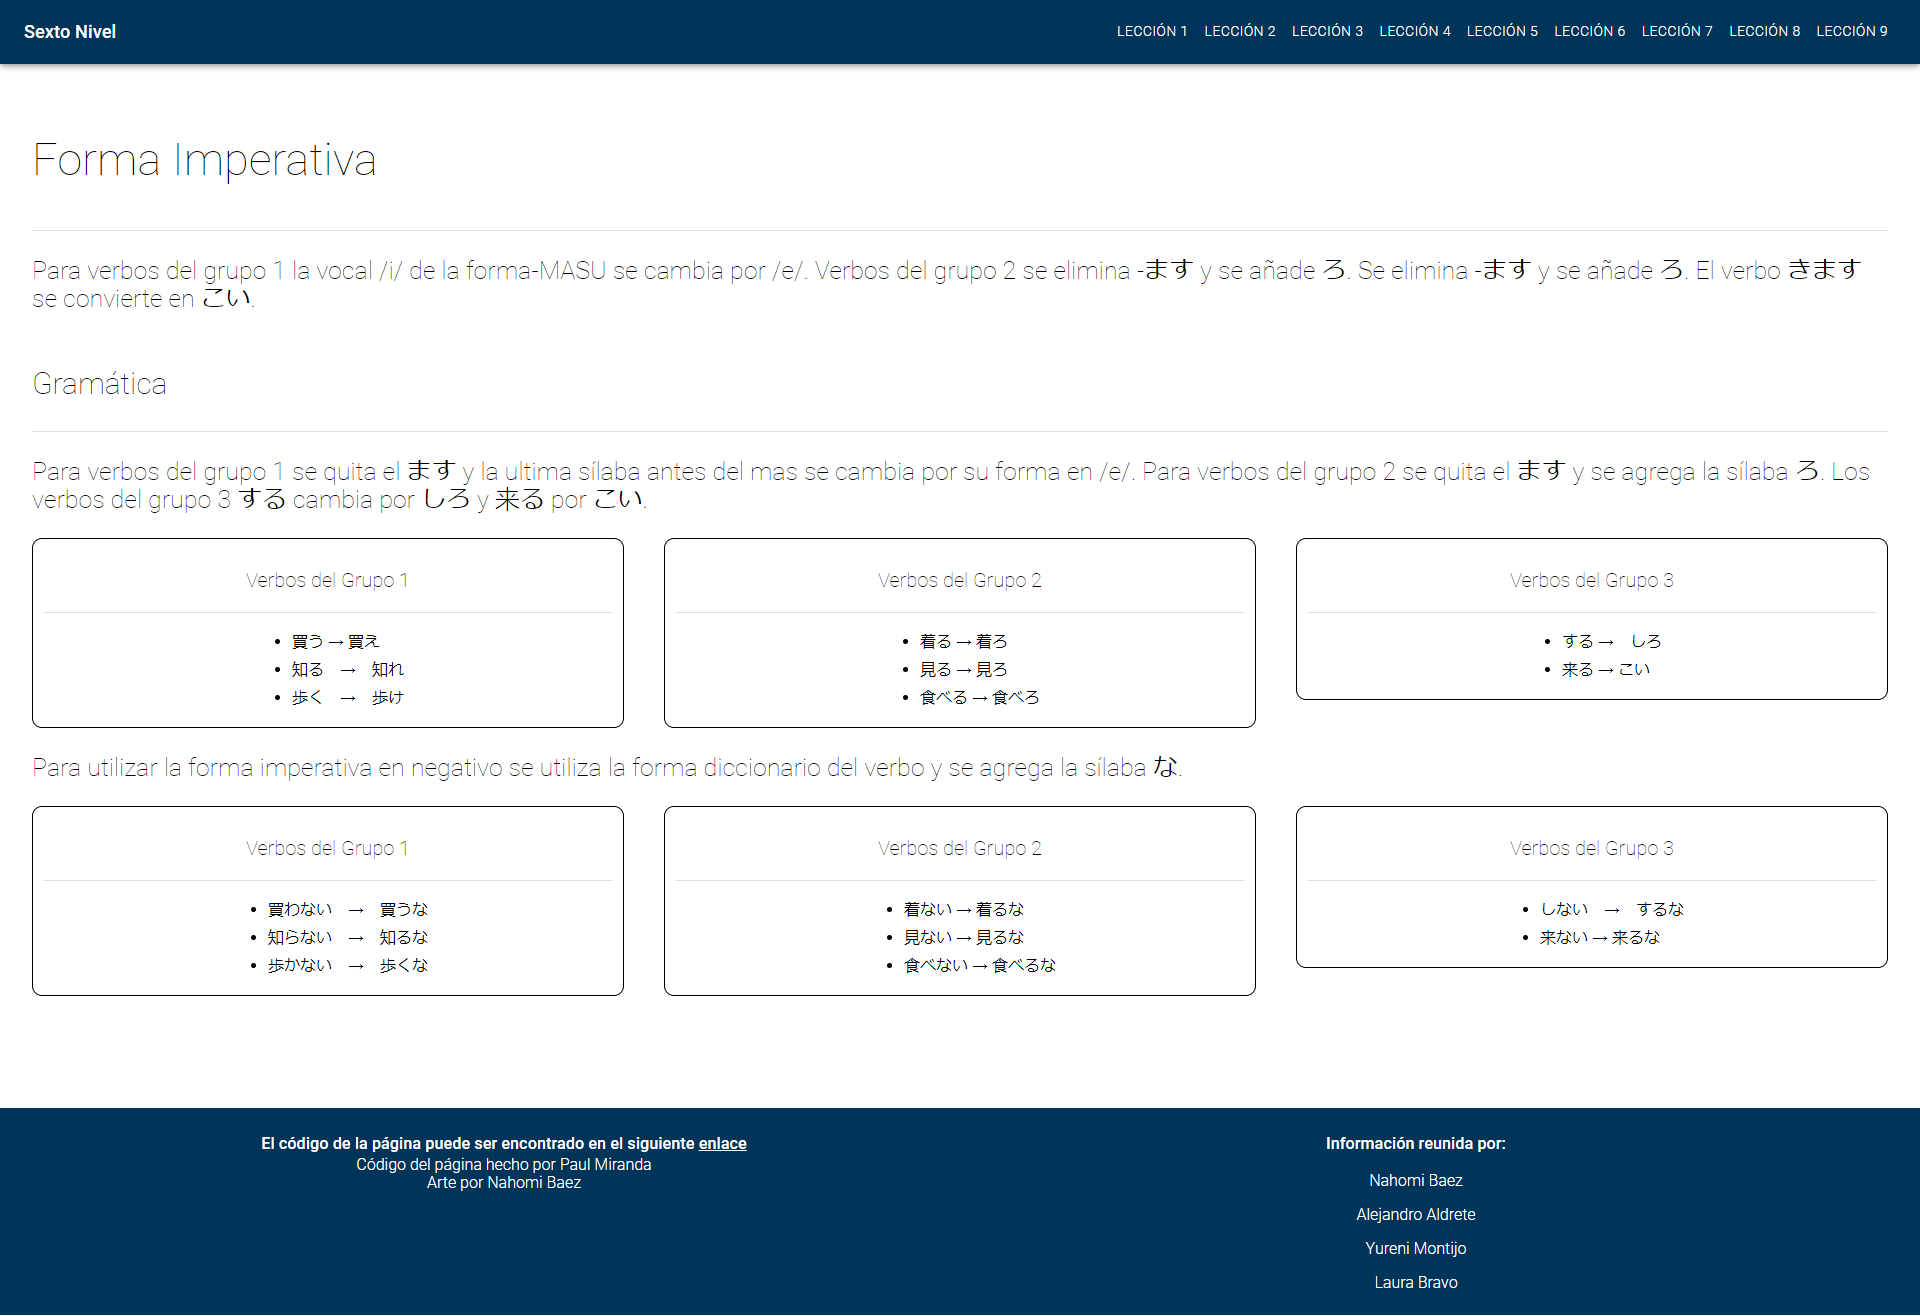 Sexto Nivel
LECCIÓN 1 LECCIÓN 2 LECCIÓN 3 LECCIÓN 4 LECCIÓN 5 LECCIÓN 6 LECCIÓN 7 LECCIÓN 8 LECCIÓN 9
Forma Imperativa
Para verbos del grupo 1 la vocal /i/ de la forma-MASU se cambia por /e/. Verbos del grupo 2 se elimina -ます y se añade ろ. Se elimina -ます y se añade ろ. El verbo きます
se convierte en こい.
Gramática
Para verbos del grupo 1 se quita el ます y la ultima sílaba antes del mas se cambia por su forma en /e/. Para verbos del grupo 2 se quita el ます y se agrega la sílaba ろ. Los
verbos del grupo 3 する cambia por しろ y 来る por こい.
Verbos del Grupo 1
• 買う → 買え
• 知る　→　知れ
• 歩く　→　歩け
Verbos del Grupo 2
• 着る → 着ろ
• 見る → 見ろ
• 食べる → 食べろ
Verbos del Grupo 3
• する →　しろ
• 来る → こい
Para utilizar la forma imperativa en negativo se utiliza la forma diccionario del verbo y se agrega la sílaba な.
Verbos del Grupo 1
• 買わない　→　買うな
• 知らない　→　知るな
• 歩かない　→　歩くな
Verbos del Grupo 2
• 着ない → 着るな
• 見ない → 見るな
• 食べない → 食べるな
Verbos del Grupo 3
• しない　→　するな
• 来ない → 来るな
El código de la página puede ser encontrado en el siguiente enlace
Código del página hecho por Paul Miranda
Arte por Nahomi Baez
Información reunida por:
Nahomi Baez
Alejandro Aldrete
Yureni Montijo
Laura Bravo